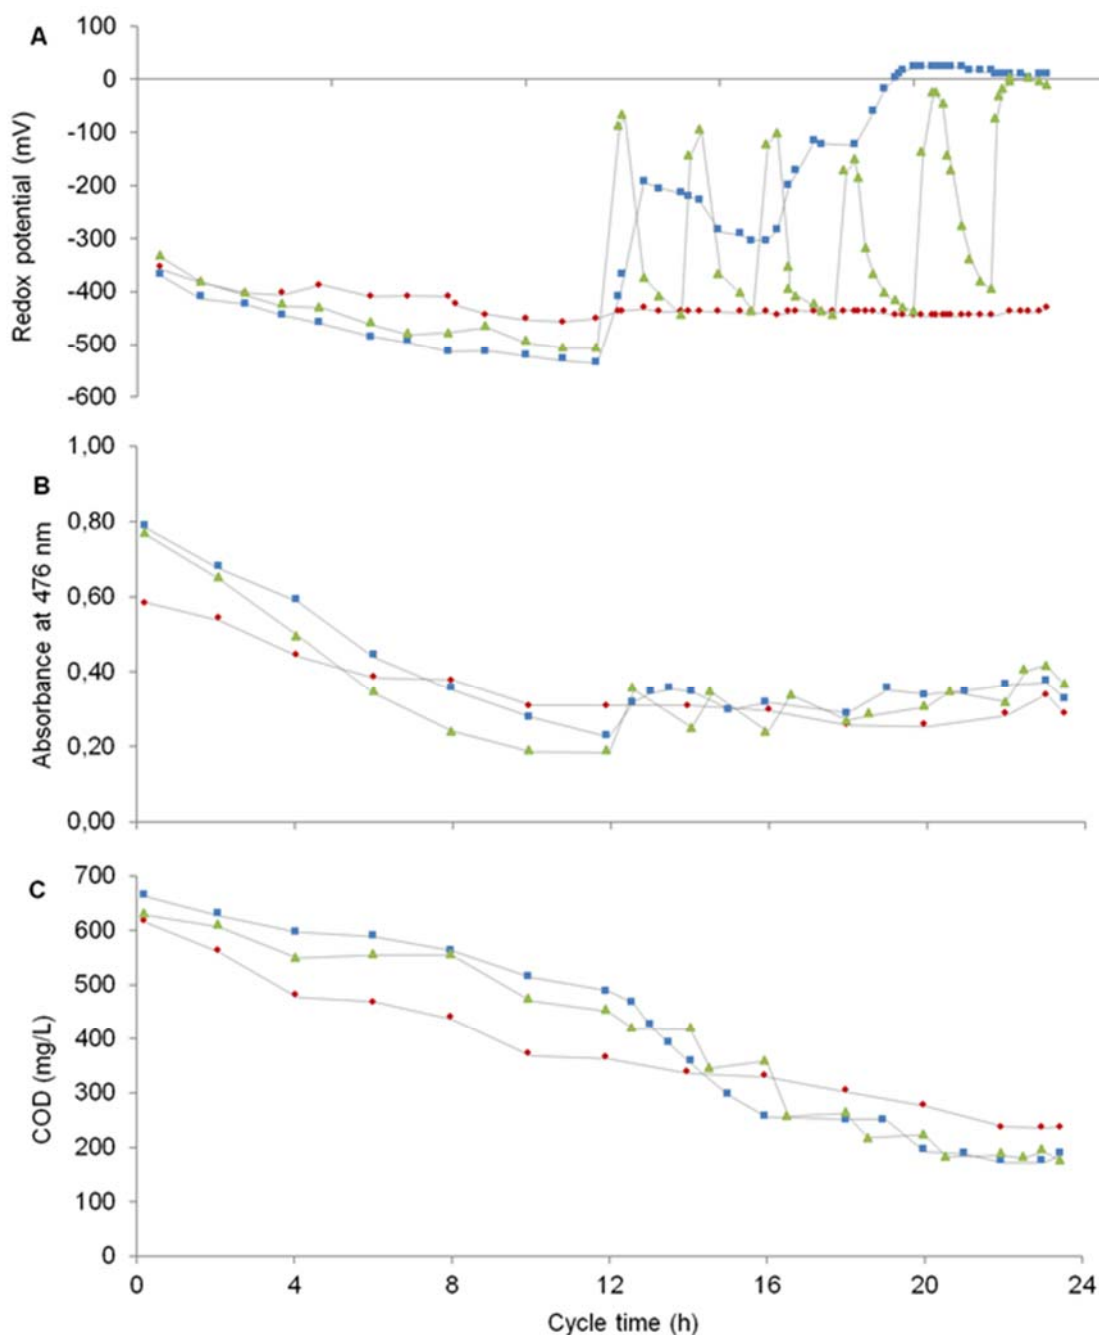 A
Redox potential (mV)
100
0
-100
-200
-300
-400
-500
-600
B
Absorbance at 476 nm
1,00
0,80
0,60
0,40
0,20
0,00
C
COD (mg/L)
700
600
500
400
300
200
100
0
0 4 8 12 16 20 24
Cycle time (h)